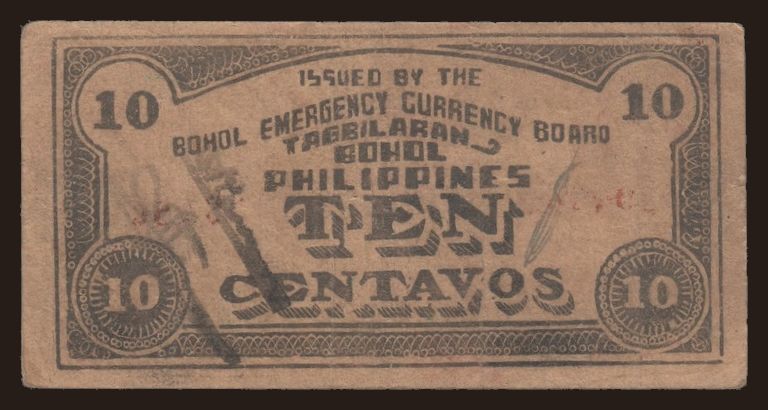 10
10
ISSUED BY THE
BOHOL EMERGENCY CURRENCY BOARD
TAGBILARAN
BOHOL
PHILIPPINES
TEN
CENTAVOS
10
10